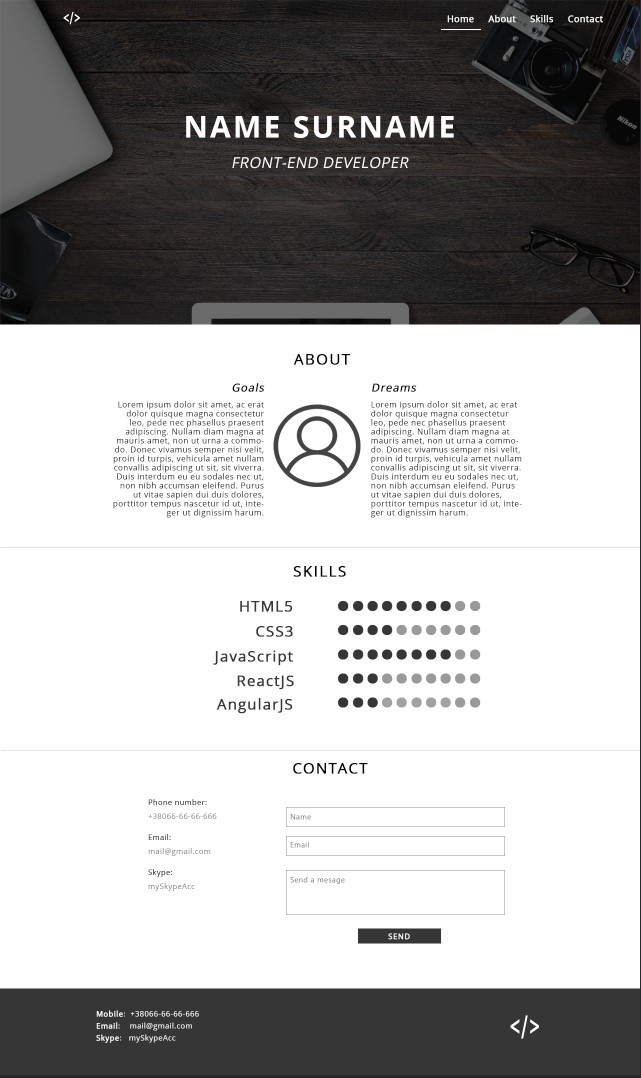 </> Home About Skills Contact
Nikon
NAME SURNAME
FRONT-END DEVELOPER
ABOUT
Goals
Lorem ipsum dolor sit amet, ac erat
dolor quisque magna consectetur
leo, pede nec phasellus praesent
adipiscing. Nullam diam magna at
mauris amet, non ut urna a commo-
do. Donec vivamus semper nisi velit,
proin id turpis, vehicula amet nullam
convallis adipiscing ut sit, sit viverra.
Duis interdum eu eu sodales nec ut,
non nibh accumsan eleifend. Purus
ut vitae sapien dui duis dolores,
porttitor tempus nascetur id ut, inte-
ger ut dignissim harum.
Dreams
Lorem ipsum dolor sit amet, ac erat
dolor quisque magna consectetur
leo, pede nec phasellus praesent
adipiscing. Nullam diam magna at
mauris amet, non ut urna a commo-
do. Donec vivamus semper nisi velit,
proin id turpis, vehicula amet nullam
convallis adipiscing ut sit, sit viverra.
Duis interdum eu eu sodales nec ut,
non nibh accumsan eleifend. Purus
ut vitae sapien dui duis dolores,
porttitor tempus nascetur id ut, inte-
ger ut dignissim harum.
SKILLS
HTML5
CSS3
JavaScript
ReactJS
AngularJS
CONTACT
Phone number:
+38066-66-66-666
Email:
mail@gmail.com
Skype:
mySkypeAcc
Name
Email
Send a mesage
SEND
Mobile: +38066-66-66-666
Email: mail@gmail.com
Skype: mySkypeAcc
</>